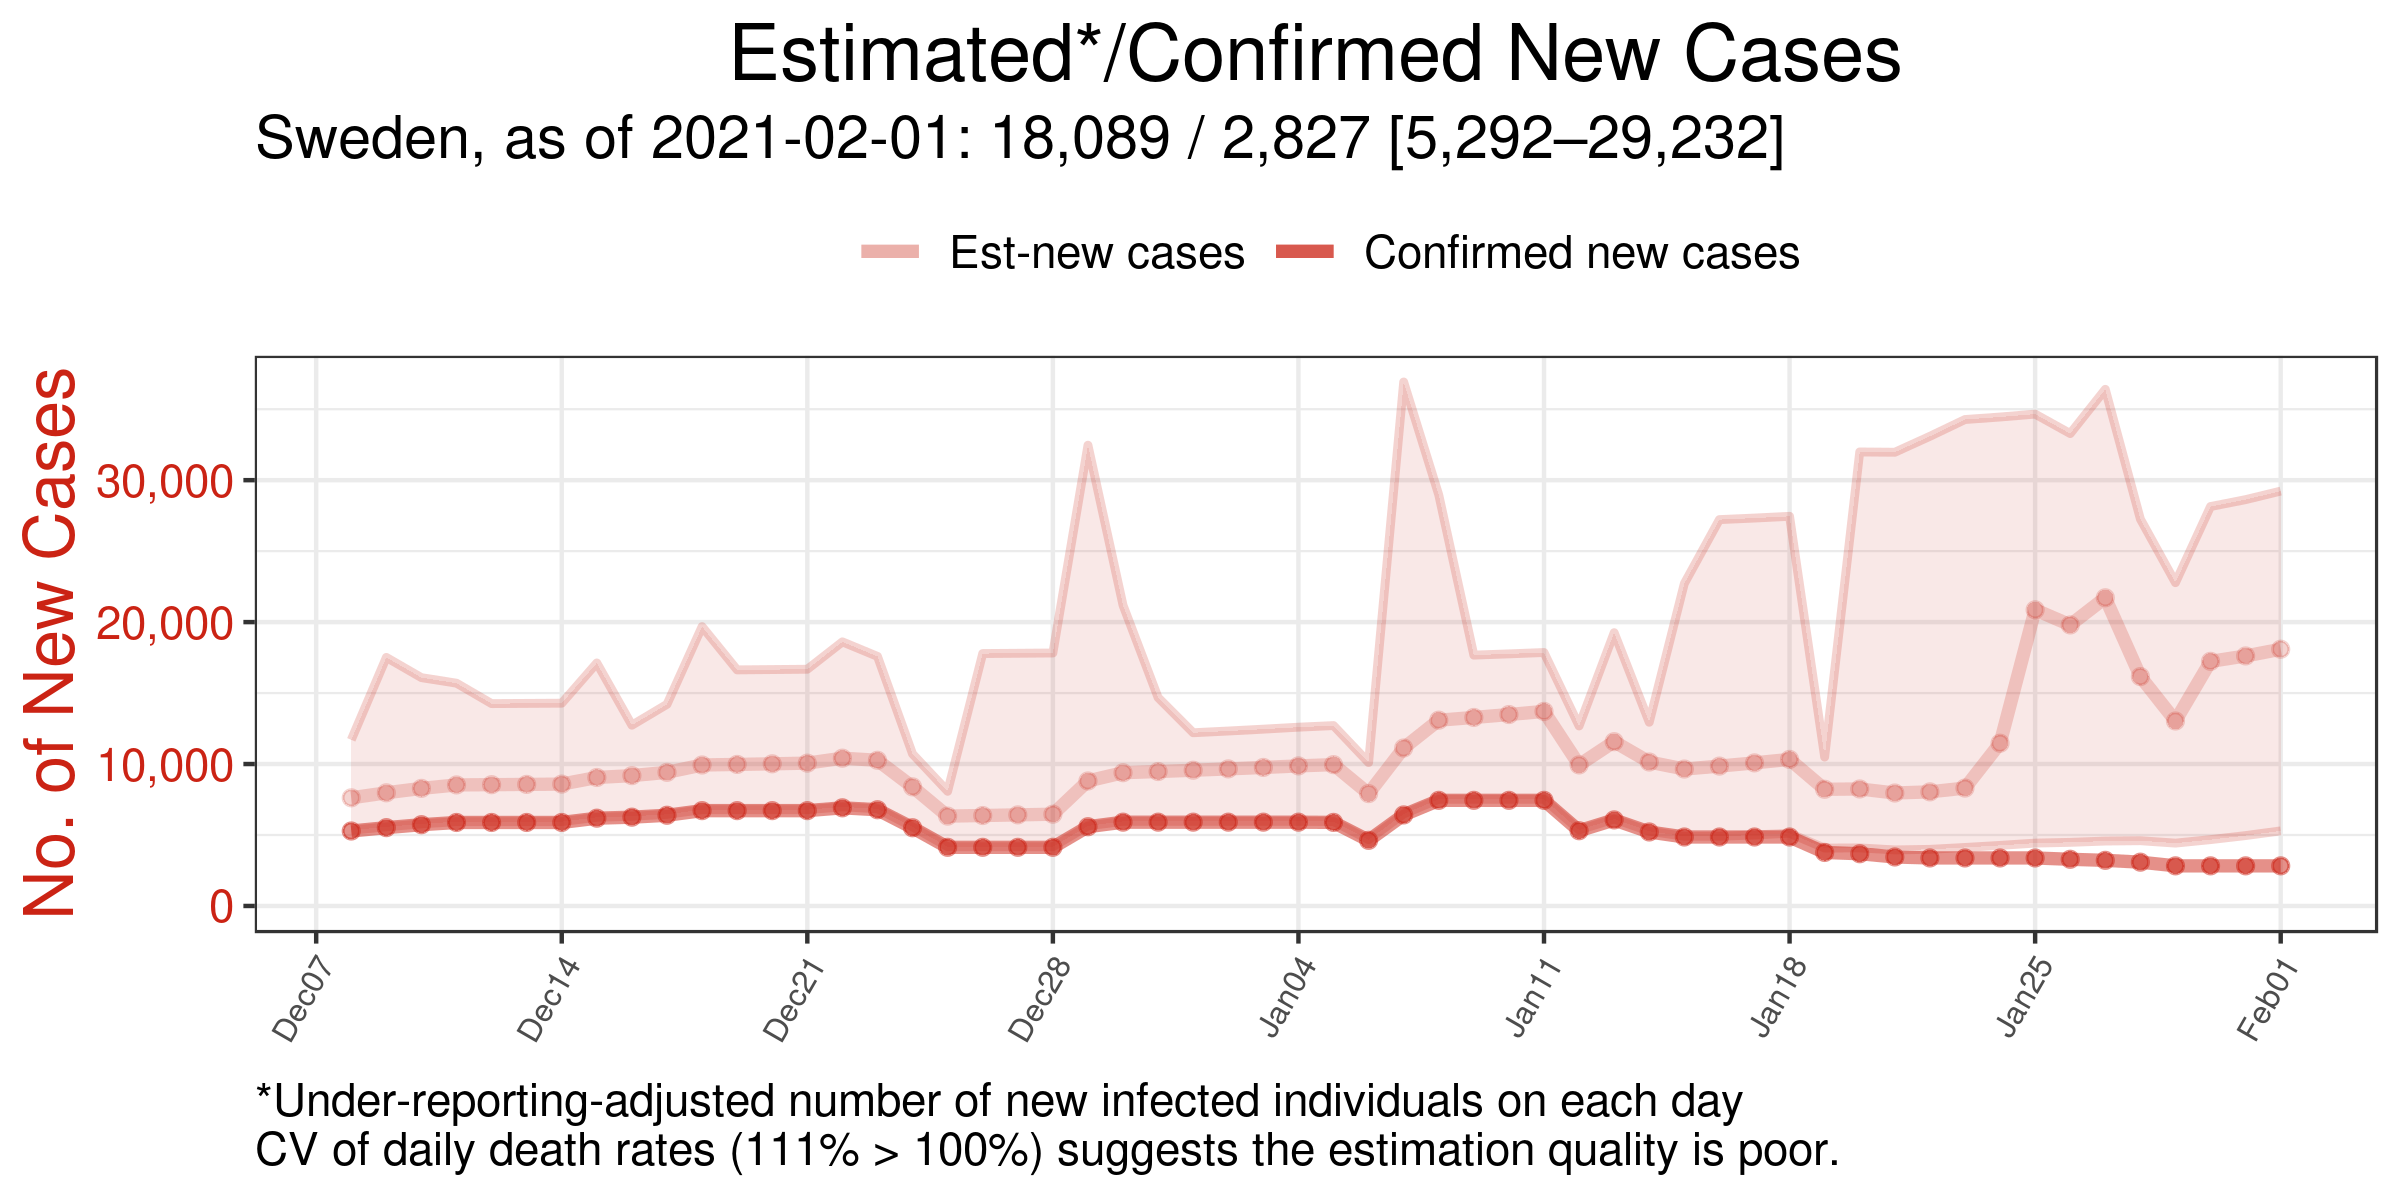 Estimated*/Confirmed New Cases
Sweden, as of 2021-02-01: 18,089 / 2,827 [5,292–29,232]
Est-new cases
Confirmed new cases
No. of New Cases
30,000
20,000
10,000
0
Dec07
Dec14
Dec21
Dec28
Jan04
Jan11
Jan18
Jan25
Feb01
*Under-reporting-adjusted number of new infected individuals on each day
CV of daily death rates (111% > 100%) suggests the estimation quality is poor.